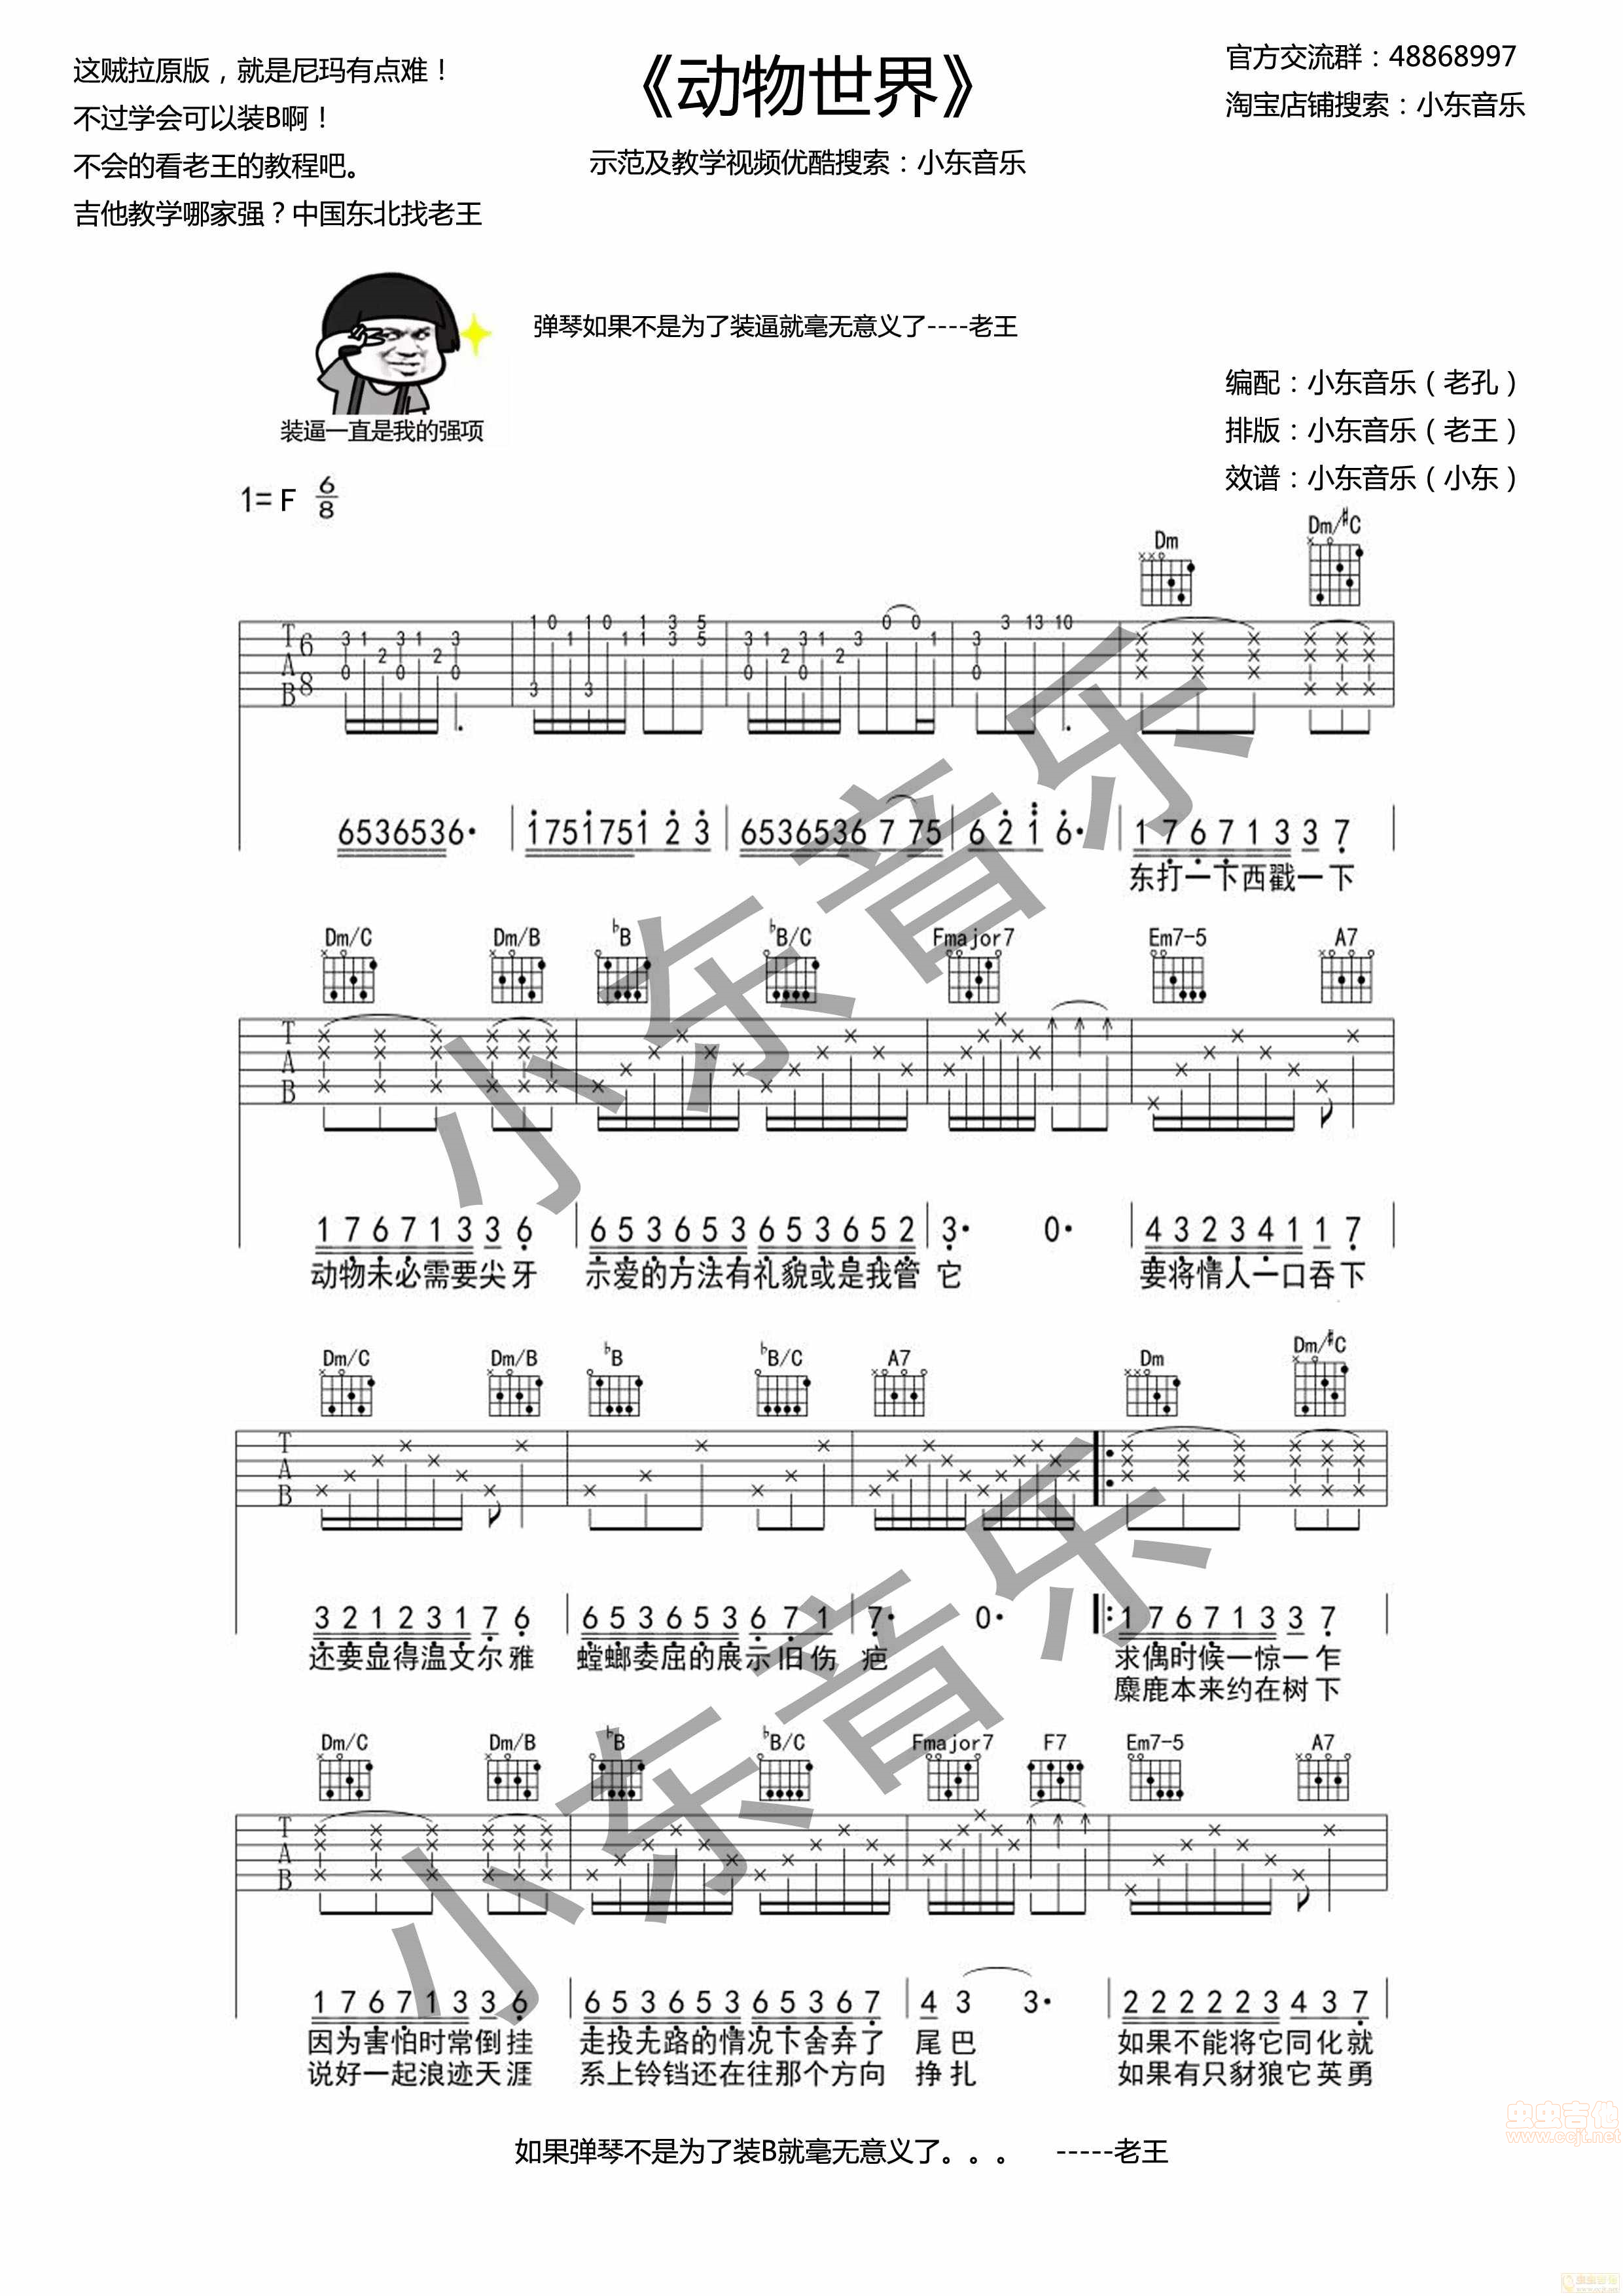 这贼拉原版，就是尼玛有点难！
不过学会可以装B啊！
不会的看老王的教程吧。
吉他教学哪家强？中国东北找老王
《动物世界》
示范及教学视频优酷搜索：小东音乐
官方交流群：48868997
淘宝店铺搜索：小东音乐
弹琴如果不是为了装逼就毫无意义了----老王
装逼一直是我的强项
编配：小东音乐（老孔）
排版：小东音乐（老王）
效谱：小东音乐（小东）
1= F 6/8
Dm Dm/#C
T A B 6 8
6536536· 1751751 2 3 6536536 7 75 6 2 1 6· 1 7 6 7 1 3 3 7
东打一下西戳一下
Dm/C Dm/B bB bB/C Fmajor7 Em7-5 A7
T A B
1 7 6 7 1 3 3 6 6 5 3 6 5 3 6 5 3 6 5 2 3· 0· 4 3 2 3 4 1 1 7
动物未必需要尖牙 示爱的方法有礼貌或是我管它 要将情人一口吞下
Dm/C Dm/B bB bB/C A7 Dm Dm/#C
T A B
3 2 1 2 3 1 7 6 6 5 3 6 5 3 6 7 1 7· 0· 1 7 6 7 1 3 3 7
还要显得温文尔雅 螳螂委屈的展示旧伤疤 求偶时候一惊一乍
麋鹿本来约在树下
Dm/C Dm/B bB bB/C Fmajor7 F7 Em7-5 A7
T A B
1 7 6 7 1 3 3 6 6 5 3 6 5 3 6 5 3 6 7 4 3 3· 2 2 2 2 2 3 4 3 7
因为害怕时常倒挂 走投无路的情况下舍弃了尾巴 如果不能将它同化就
说好一起浪迹天涯 系上铃铛还在往那个方向挣扎 如果有只豺狼它英勇
如果弹琴不是为了装B就毫无意义了。。。 -----老王
小东音乐
小东音乐
虫虫吉他
www.ccjt.net